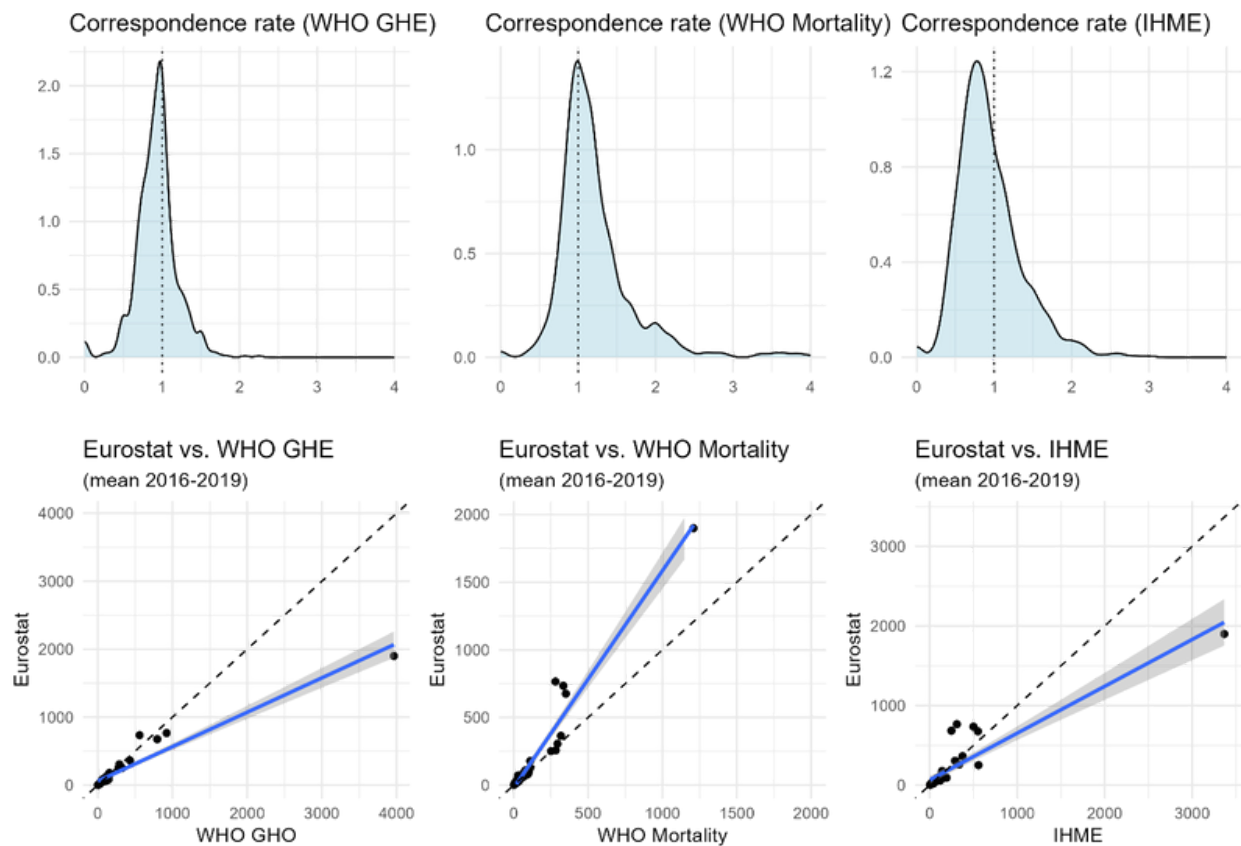 Correspondence rate (WHO GHE)
2.0
1.5
1.0
0.5
0.0
0 1 2 3 4
Correspondence rate (WHO Mortality)
1.0
0.5
0.0
0 1 2 3 4
Correspondence rate (IHME)
1.2
0.8
0.4
0.0
0 1 2 3 4
Eurostat vs. WHO GHE
(mean 2016-2019)
Eurostat
4000
3000
2000
1000
0
0 1000 2000 3000 4000
WHO GHO
Eurostat vs. WHO Mortality
(mean 2016-2019)
Eurostat
2000
1500
1000
500
0
0 500 1000 1500 2000
WHO Mortality
Eurostat vs. IHME
(mean 2016-2019)
Eurostat
3000
2000
1000
0
0 1000 2000 3000
IHME